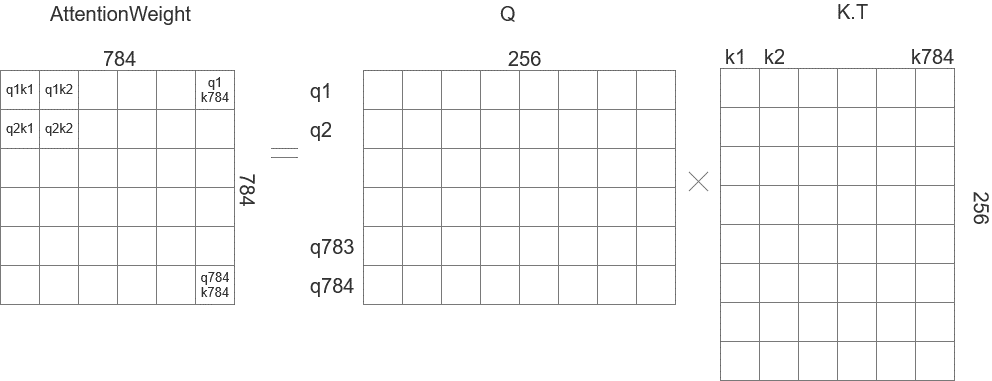 AttentionWeight
Q
K.T
784
256
k1 k2 k784
q1k1 q1k2 q1
k784
q1
q2k1 q2k2
q2
784
256
q783
q784
k784
q784